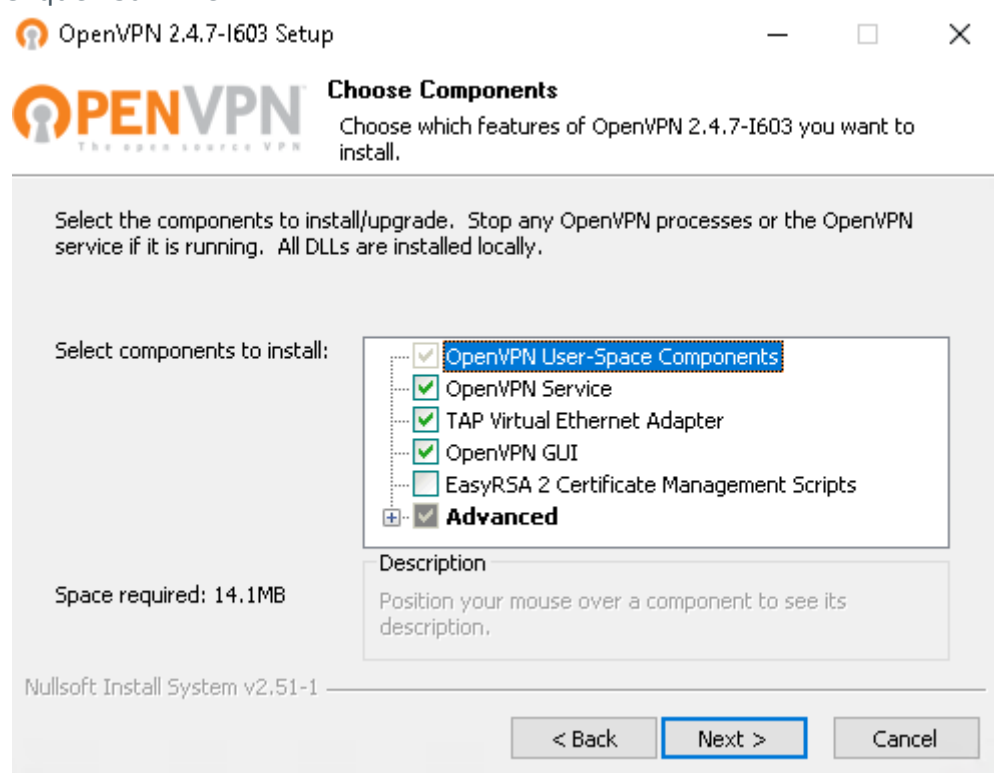 OpenVPN 2.4.7-I603 Setup
OPENVPN
The open source VPN
Choose Components
Choose which features of OpenVPN 2.4.7-I603 you want to
install.
Select the components to install/upgrade. Stop any OpenVPN processes or the OpenVPN
service if it is running. All DLLs are installed locally.
Select components to install:
OpenVPN User-Space Components
OpenVPN Service
TAP Virtual Ethernet Adapter
OpenVPN GUI
EasyRSA 2 Certificate Management Scripts
Advanced
Space required: 14.1MB
Description
Position your mouse over a component to see its
description.
Nullsoft Install System v2.51-1
< Back
Next >
Cancel